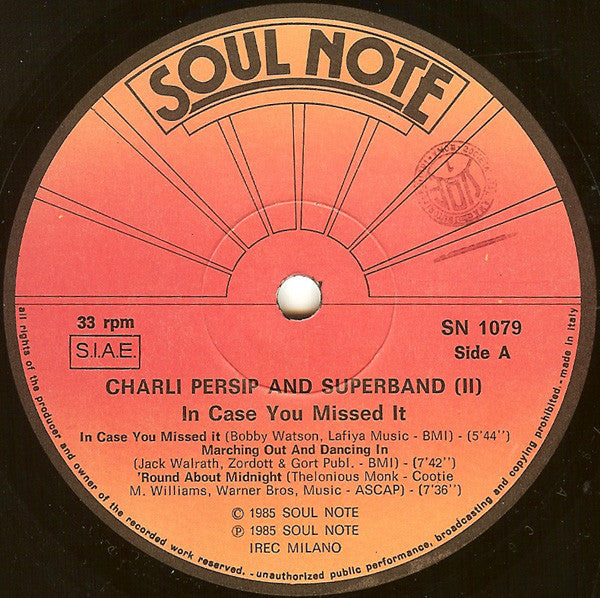 SOUL NOTE
33 rpm
S.I.A.E.
SN 1079
Side A
CHARLI PERSIP AND SUPERBAND (II)
In Case You Missed It
In Case You Missed it (Bobby Watson, Lafiya Music - BMI) - (5'44")
Marching Out And Dancing In
(Jack Walrath, Zordott & Gort Publ. - BMI) - (7'42")
'Round About Midnight (Thelonious Monk - Cootie
M. Williams, Warner Bros, Music - ASCAP) - (7'36")
© 1985 SOUL NOTE
℗ 1985 SOUL NOTE
IREC MILANO
all rights of the producer and owner of the recorded work reserved, - unauthorized public performance, broadcasting and copying prohibited. - made in italy